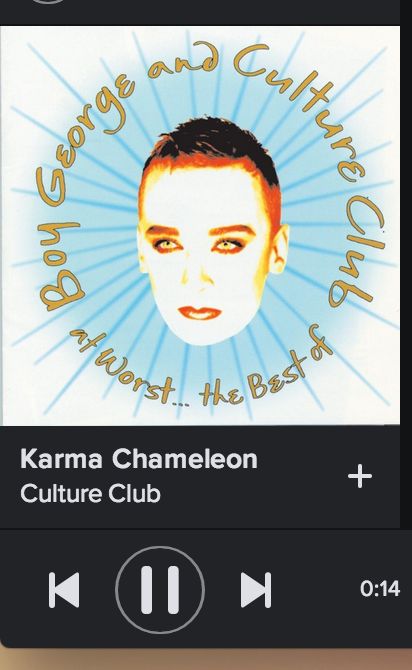 Boy George and Culture Club
at Worst... the Best of
Karma Chameleon
Culture Club
0:14